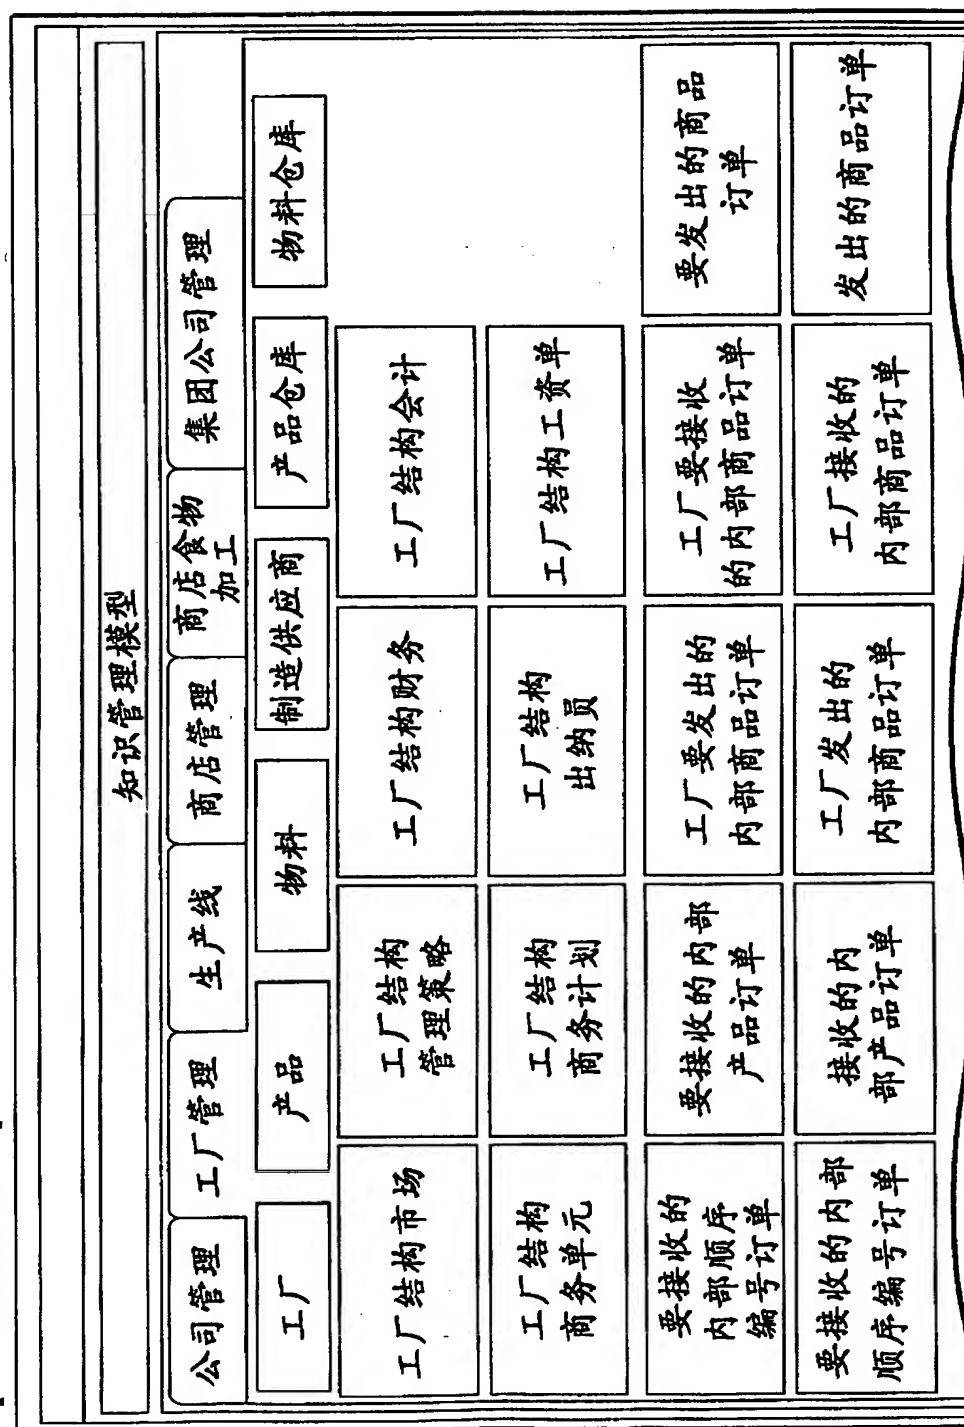 知识管理模型
公司管理
工厂管理
生产线
商店管理
商店食物
加工
集团公司管理
工厂
产品
物料
制造供应商
产品仓库
物料仓库
工厂结构市场
工厂结构
管理策略
工厂结构财务
工厂结构会计
工厂结构
商务单元
工厂结构
商务计划
工厂结构
出纳员
工厂结构工资单
要接收的
内部顺序
编号订单
要接收的内部
产品订单
工厂要发出的
内部商品订单
工厂要接收
的内部商品订单
要发出的商品
订单
要接收的内部
顺序编号订单
接收的内
部产品订单
工厂发出的
内部商品订单
工厂接收的
内部商品订单
发出的商品订单